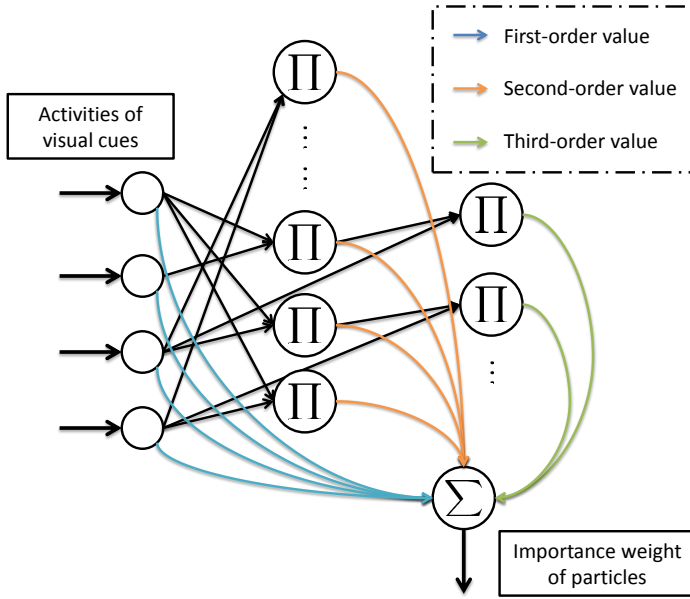 First-order value
Second-order value
Third-order value
Activities of
visual cues
∏
∏
∏
∏
∏
∏
∑
Importance weight
of particles